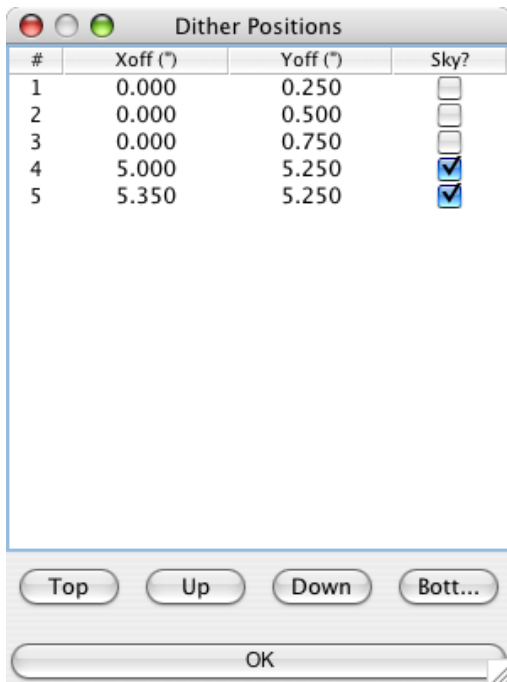 Dither Positions
# Xoff (") Yoff (") Sky?
1 0.000 0.250
2 0.000 0.500
3 0.000 0.750
4 5.000 5.250
5 5.350 5.250
Top Up Down Bott...
OK